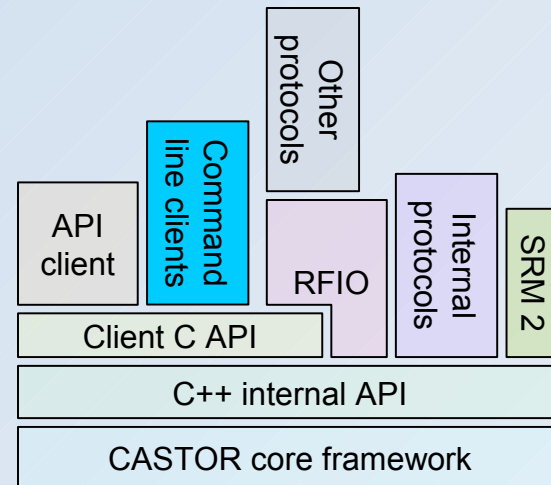 Other
protocols
Command
line clients
API
client
RFIO
Internal
protocols
SRM 2
Client C API
C++ internal API
CASTOR core framework